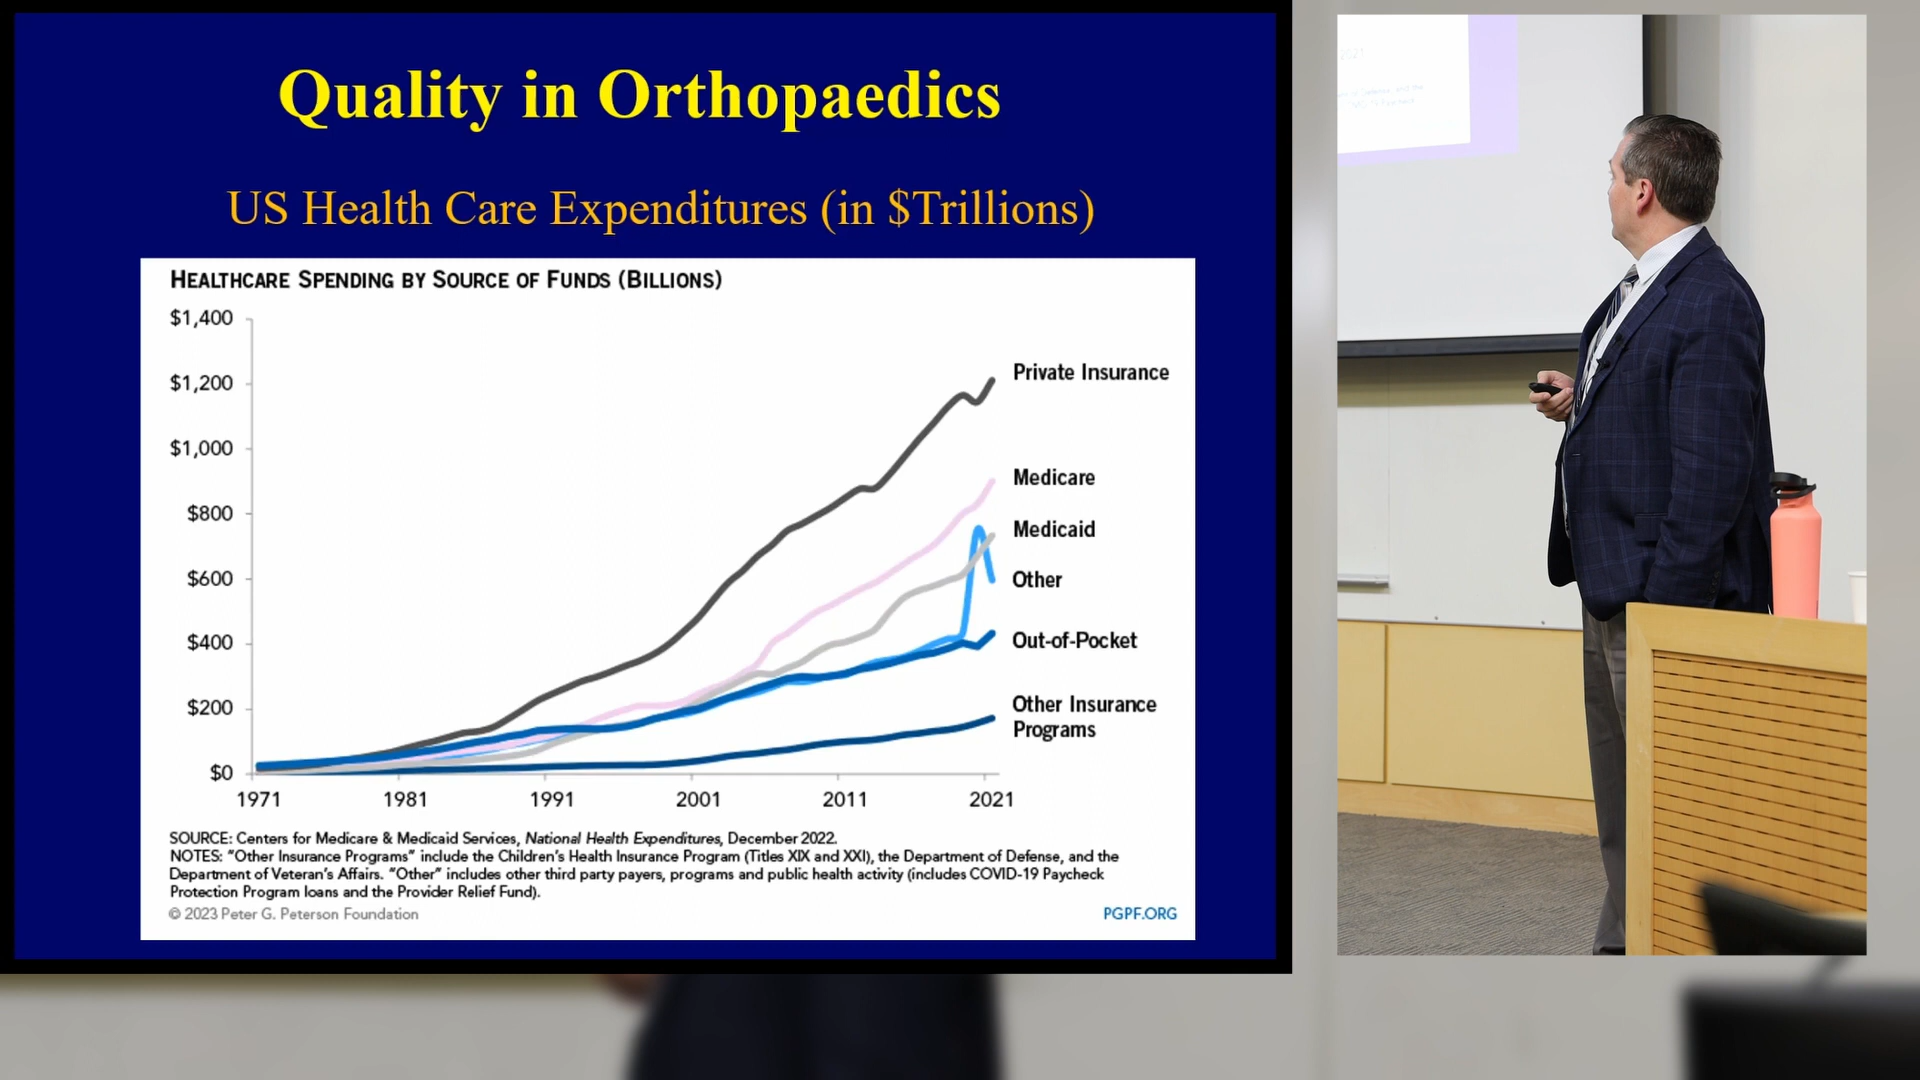 Quality in Orthopaedics
US Health Care Expenditures (in $Trillions)
HEALTHCARE SPENDING BY SOURCE OF FUNDS (BILLIONS)
$1,400
$1,200
$1,000
$800
$600
$400
$200
$0
1971 1981 1991 2001 2011 2021
Private Insurance
Medicare
Medicaid
Other
Out-of-Pocket
Other Insurance
Programs
SOURCE: Centers for Medicare & Medicaid Services, National Health Expenditures, December 2022.
NOTES: "Other Insurance Programs" include the Children's Health Insurance Program (Titles XIX and XXI), the Department of Defense, and the
Department of Veteran's Affairs. "Other" includes other third party payers, programs and public health activity (includes COVID-19 Paycheck
Protection Program loans and the Provider Relief Fund).
© 2023 Peter G. Peterson Foundation
PGPF.ORG
2021